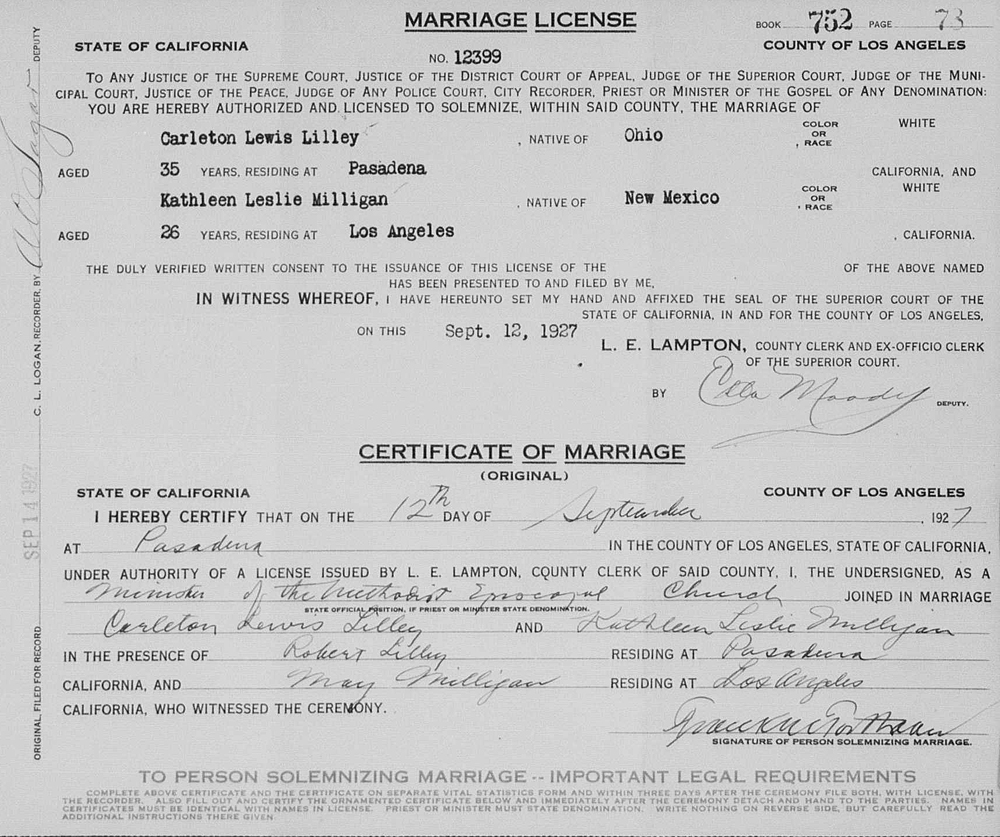 MARRIAGE LICENSE
BOOK 752 PAGE 73
STATE OF CALIFORNIA
COUNTY OF LOS ANGELES
NO. 12399
TO ANY JUSTICE OF THE SUPREME COURT, JUSTICE OF THE DISTRICT COURT OF APPEAL, JUDGE OF THE SUPERIOR COURT, JUDGE OF THE MUNI-
CIPAL COURT, JUSTICE OF THE PEACE, JUDGE OF ANY POLICE COURT, CITY RECORDER, PRIEST OR MINISTER OF THE GOSPEL OF ANY DENOMINATION:
YOU ARE HEREBY AUTHORIZED AND LICENSED TO SOLEMNIZE, WITHIN SAID COUNTY, THE MARRIAGE OF
Carleton Lewis Lilley, NATIVE OF Ohio COLOR OR RACE WHITE
AGED 35 YEARS, RESIDING AT Pasadena CALIFORNIA, AND
Kathleen Leslie Milligan, NATIVE OF New Mexico COLOR OR RACE WHITE
AGED 26 YEARS, RESIDING AT Los Angeles, CALIFORNIA.
THE DULY VERIFIED WRITTEN CONSENT TO THE ISSUANCE OF THIS LICENSE OF THE OF THE ABOVE NAMED
HAS BEEN PRESENTED TO AND FILED BY ME,
IN WITNESS WHEREOF, I HAVE HEREUNTO SET MY HAND AND AFFIXED THE SEAL OF THE SUPERIOR COURT OF THE
STATE OF CALIFORNIA, IN AND FOR THE COUNTY OF LOS ANGELES,
ON THIS Sept. 12, 1927
L. E. LAMPTON, COUNTY CLERK AND EX-OFFICIO CLERK
OF THE SUPERIOR COURT.
BY Etta Moody DEPUTY.
CERTIFICATE OF MARRIAGE
(ORIGINAL)
STATE OF CALIFORNIA
COUNTY OF LOS ANGELES
I HEREBY CERTIFY THAT ON THE 12th DAY OF September, 1927
AT Pasadena IN THE COUNTY OF LOS ANGELES, STATE OF CALIFORNIA,
UNDER AUTHORITY OF A LICENSE ISSUED BY L. E. LAMPTON, COUNTY CLERK OF SAID COUNTY, I, THE UNDERSIGNED, AS A
Minister of the Methodist Episcopal Church JOINED IN MARRIAGE
STATE OFFICIAL POSITION, IF PRIEST OR MINISTER STATE DENOMINATION.
Carleton Lewis Lilley AND Kathleen Leslie Milligan
IN THE PRESENCE OF Robert Lilley RESIDING AT Pasadena
CALIFORNIA, AND May Milligan RESIDING AT Los Angeles
CALIFORNIA, WHO WITNESSED THE CEREMONY.
SIGNATURE OF PERSON SOLEMNIZING MARRIAGE.
TO PERSON SOLEMNIZING MARRIAGE -- IMPORTANT LEGAL REQUIREMENTS
COMPLETE ABOVE CERTIFICATE AND THE CERTIFICATE ON SEPARATE VITAL STATISTICS FORM AND WITHIN THREE DAYS AFTER THE CEREMONY FILE BOTH, WITH LICENSE, WITH
THE RECORDER. ALSO FILL OUT AND CERTIFY THE ORNAMENTED CERTIFICATE BELOW AND IMMEDIATELY AFTER THE CEREMONY DETACH AND HAND TO THE PARTIES. NAMES IN
CERTIFICATES MUST BE IDENTICAL WITH NAMES IN LICENSE. PRIEST OR MINISTER MUST STATE DENOMINATION. WRITE NOTHING ON REVERSE SIDE, BUT CAREFULLY READ THE
ADDITIONAL INSTRUCTIONS THERE GIVEN
ORIGINAL FILED FOR RECORD SEP 14 1927 C. L. LOGAN, RECORDER, BY DEPUTY